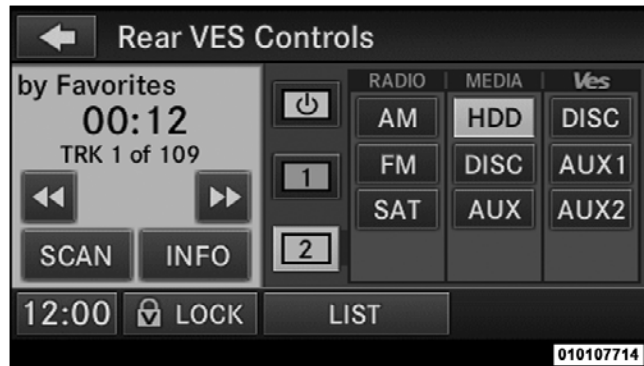 Rear VES Controls
by Favorites
00:12
TRK 1 of 109
SCAN INFO
1
2
RADIO MEDIA Ves
AM HDD DISC
FM DISC AUX1
SAT AUX AUX2
12:00 LOCK LIST
010107714